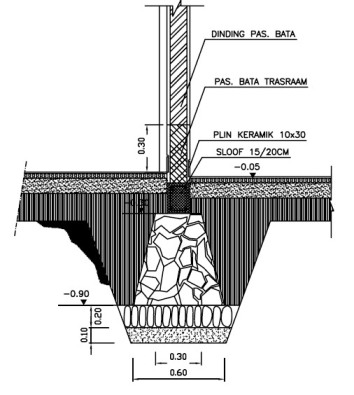 DINDING PAS. BATA
PAS. BATA TRASRAAM
0.30
PLIN KERAMIK 10x30
SLOOF 15/20CM
-0.05
-0.90
0.20
0.10
0.30
0.60